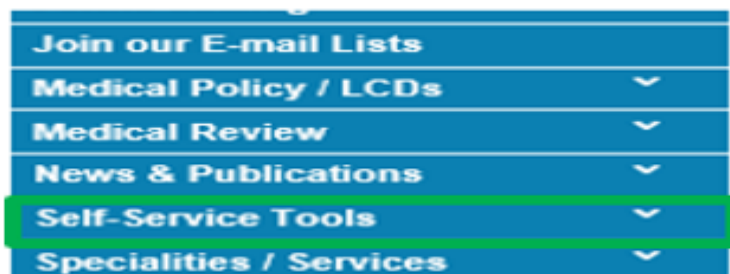 Join our E-mail Lists
Medical Policy / LCDs
Medical Review
News & Publications
Self-Service Tools
Specialities / Services